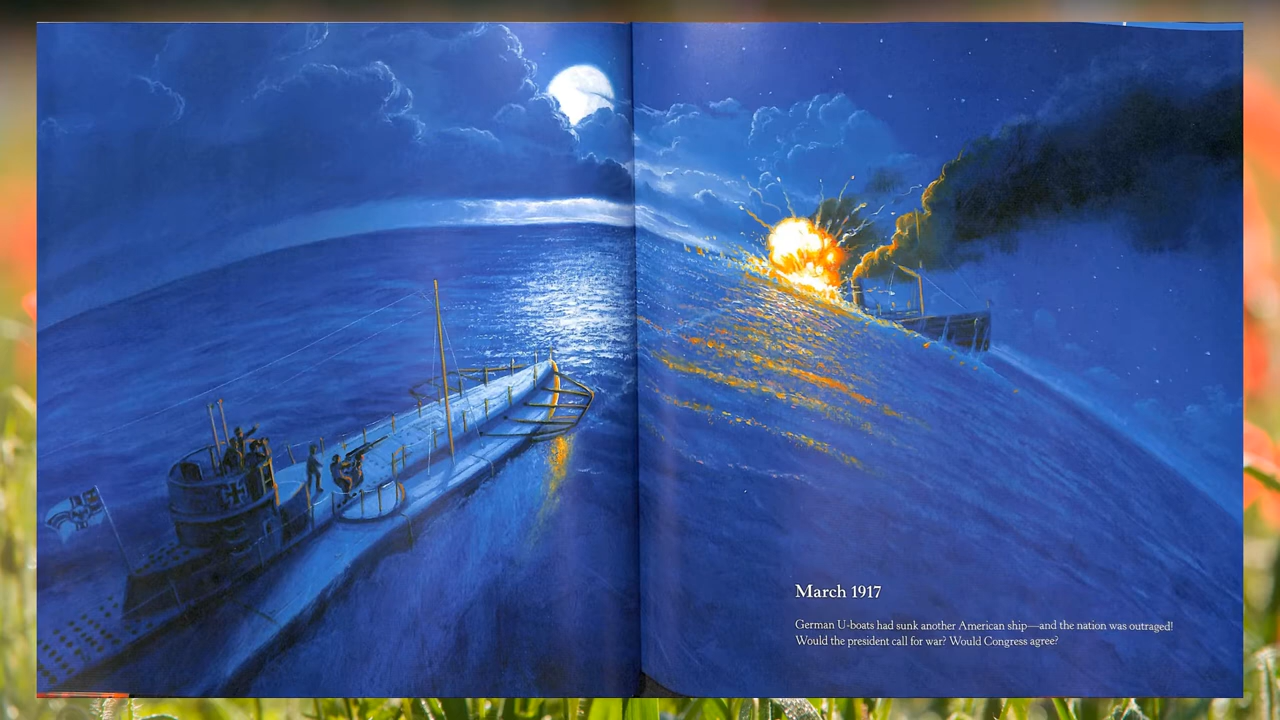 March 1917
German U-boats had sunk another American ship—and the nation was outraged!
Would the president call for war? Would Congress agree?